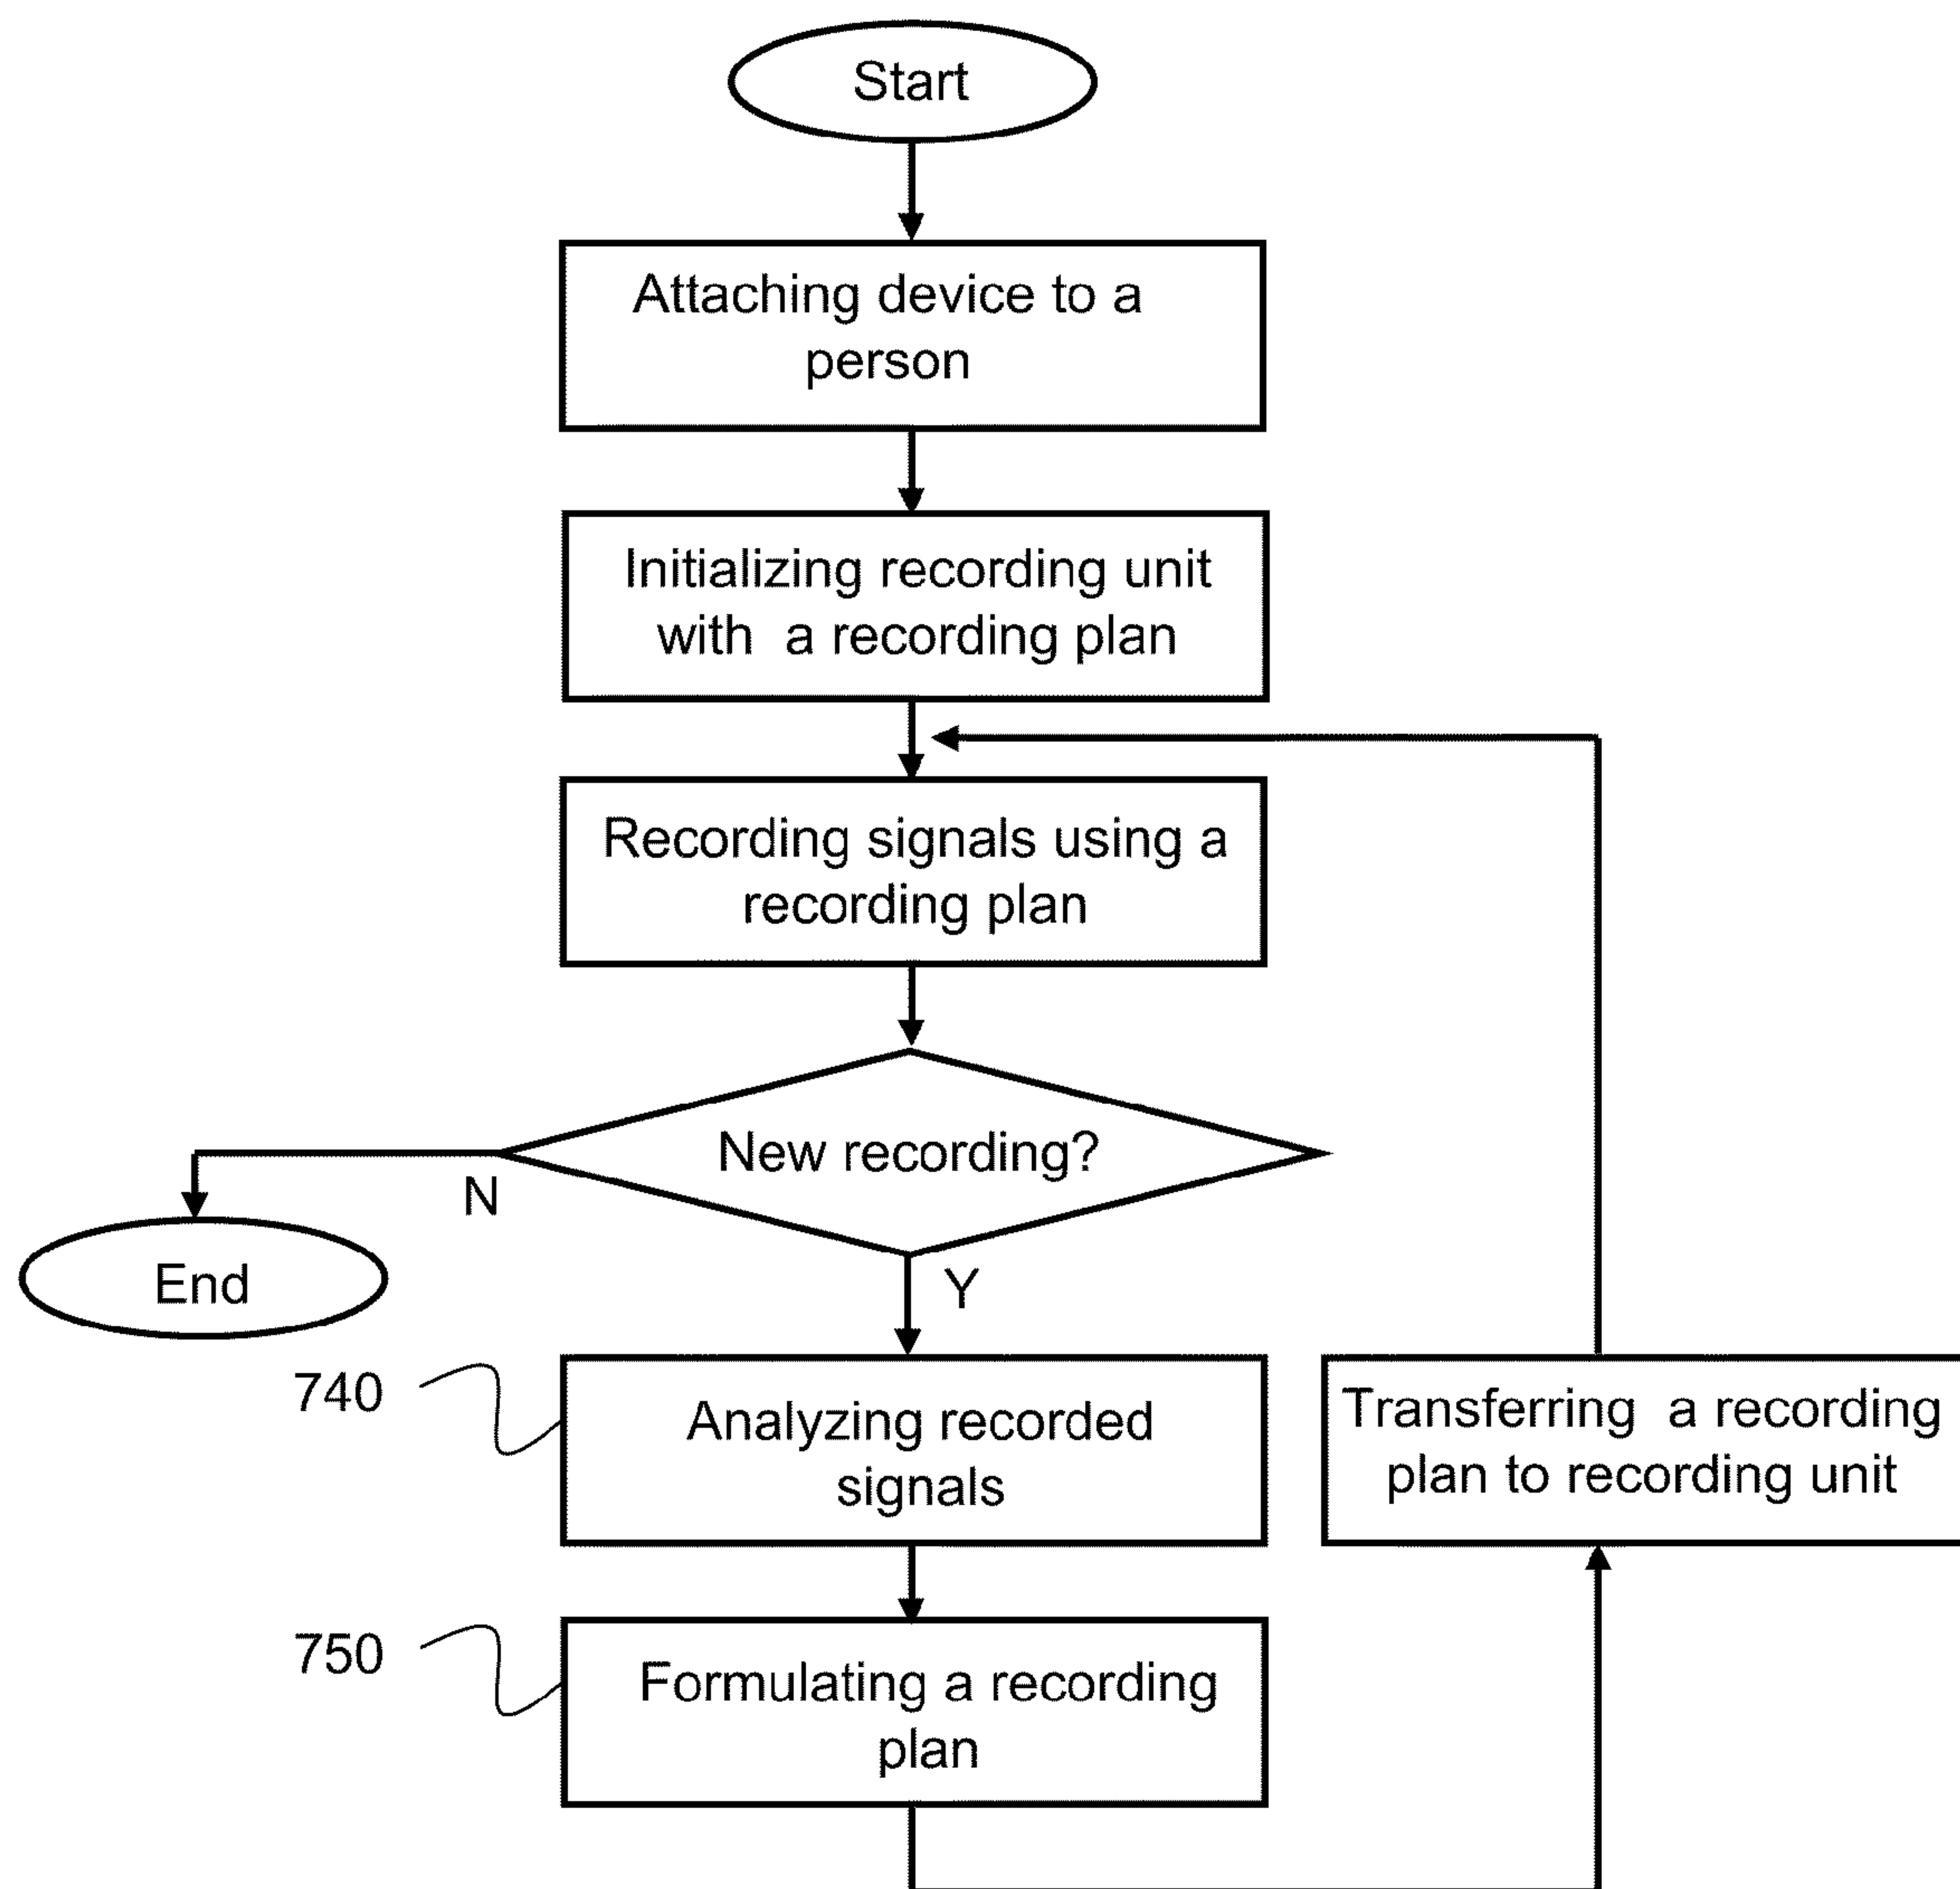 Start
Attaching device to a
person
Initializing recording unit
with a recording plan
Recording signals using a
recording plan
New recording?
N
End
Y
740
Analyzing recorded
signals
Transferring a recording
plan to recording unit
750
Formulating a recording
plan